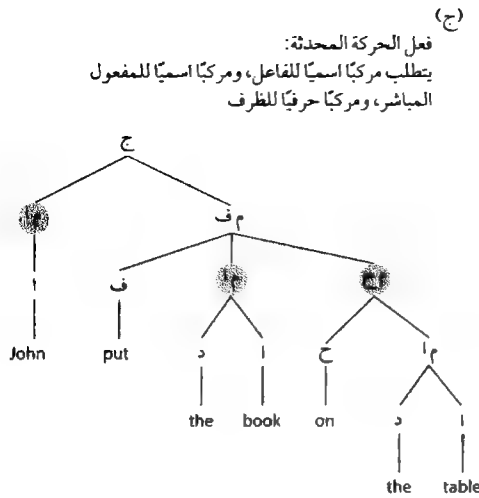 (ج)
فعل الحركة المحدثة:
يتطلب مركبًا اسميًا للفاعل، ومركبًا اسميًا للمفعول
المباشر، ومركبًا حرفيًا للظرف
ج
م ا
م ف
ا
ف
م ا
م ح
John
put
د
ا
ح
م ا
the
book
on
د
ا
the
table